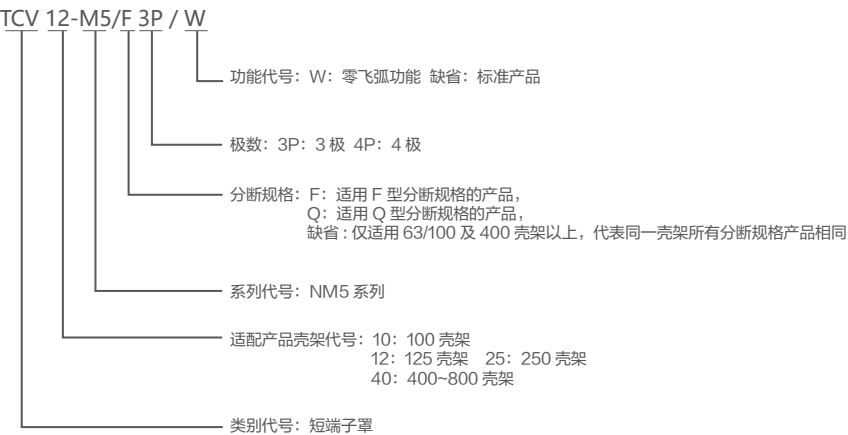 TCV 12-M5/F 3P / W
功能代号：W：零飞弧功能 缺省：标准产品
极数：3P：3 极 4P：4 极
分断规格：F：适用 F 型分断规格的产品，
Q：适用 Q 型分断规格的产品，
缺省 : 仅适用 63/100 及 400 壳架以上，代表同一壳架所有分断规格产品相同
系列代号：NM5 系列
适配产品壳架代号：10：100 壳架
12：125 壳架 25：250 壳架
40：400~800 壳架
类别代号：短端子罩